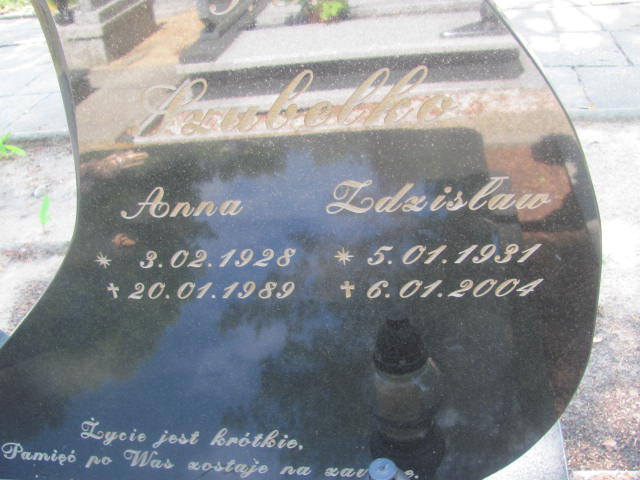 Szubelko
Anna Zdzisław
* 3.02.1928 * 5.01.1931
† 20.01.1989 † 6.01.2004
Życie jest krótkie,
Pamięć po Was zostaje na